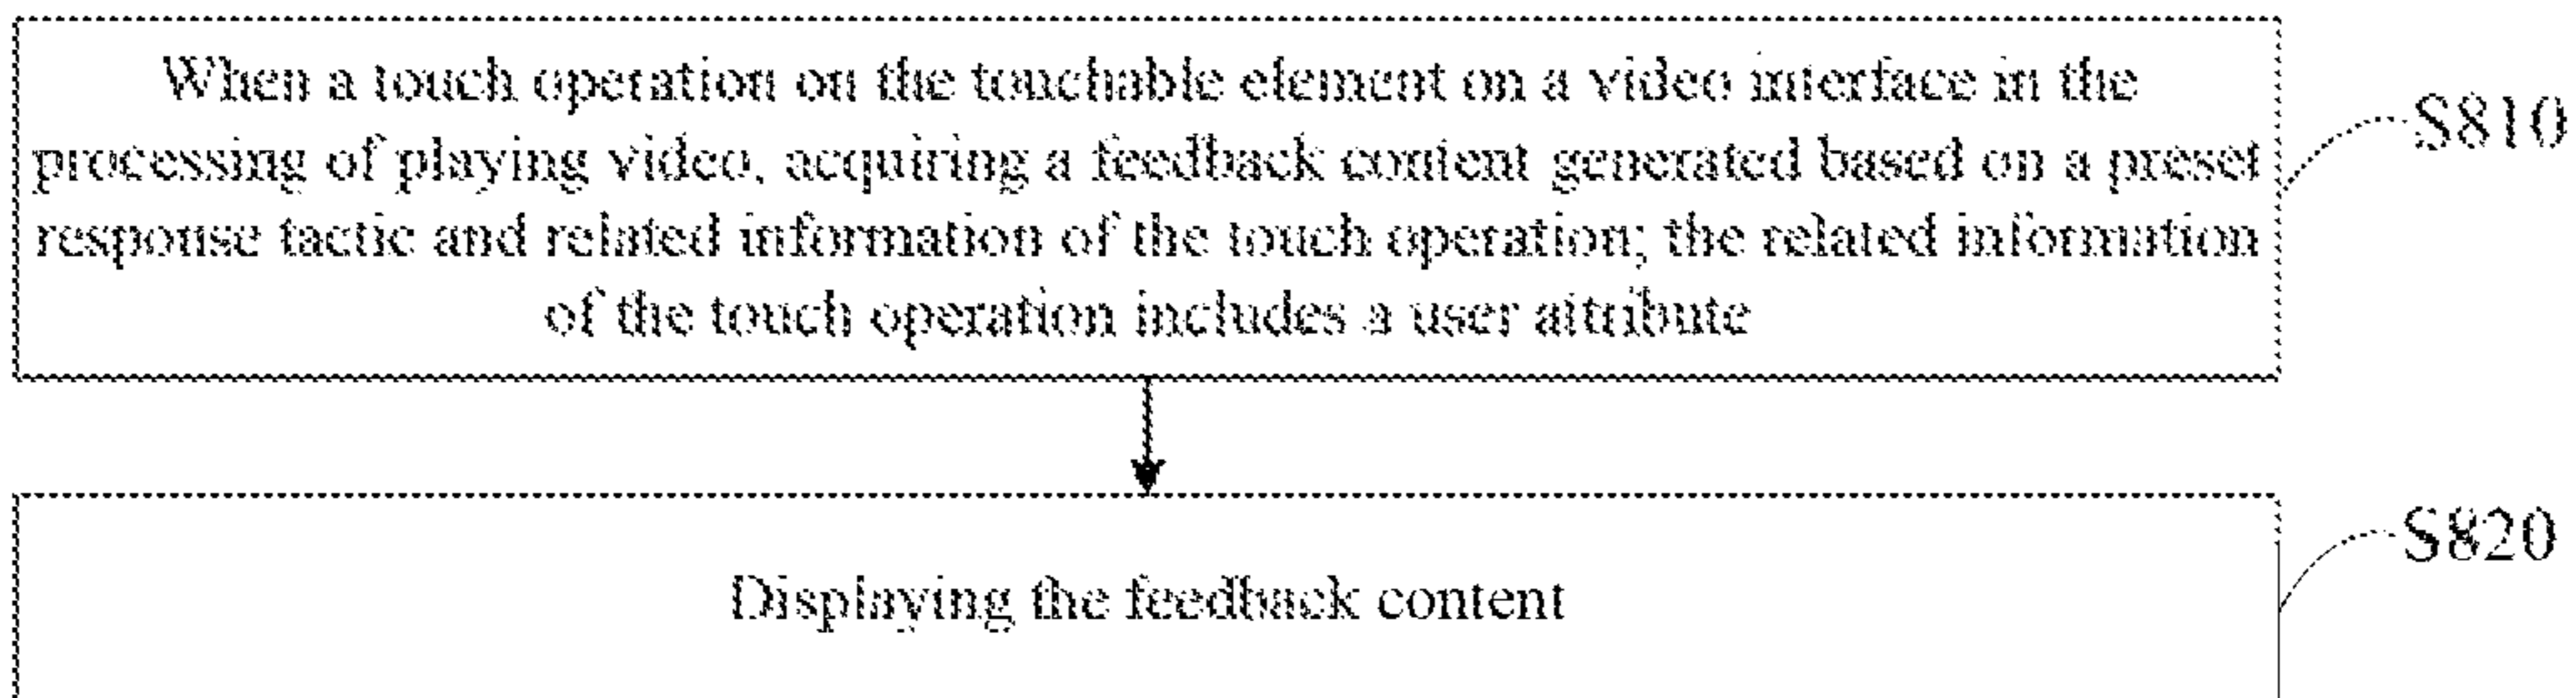 When a touch operation on the touchable element on a video interface in the
S810
processing of playing video, acquiring a feedback content generated based on a preset
response tactic and related information of the touch operation; the related information
of the touch operation includes a user attribute
S820
Displaying the feedback content